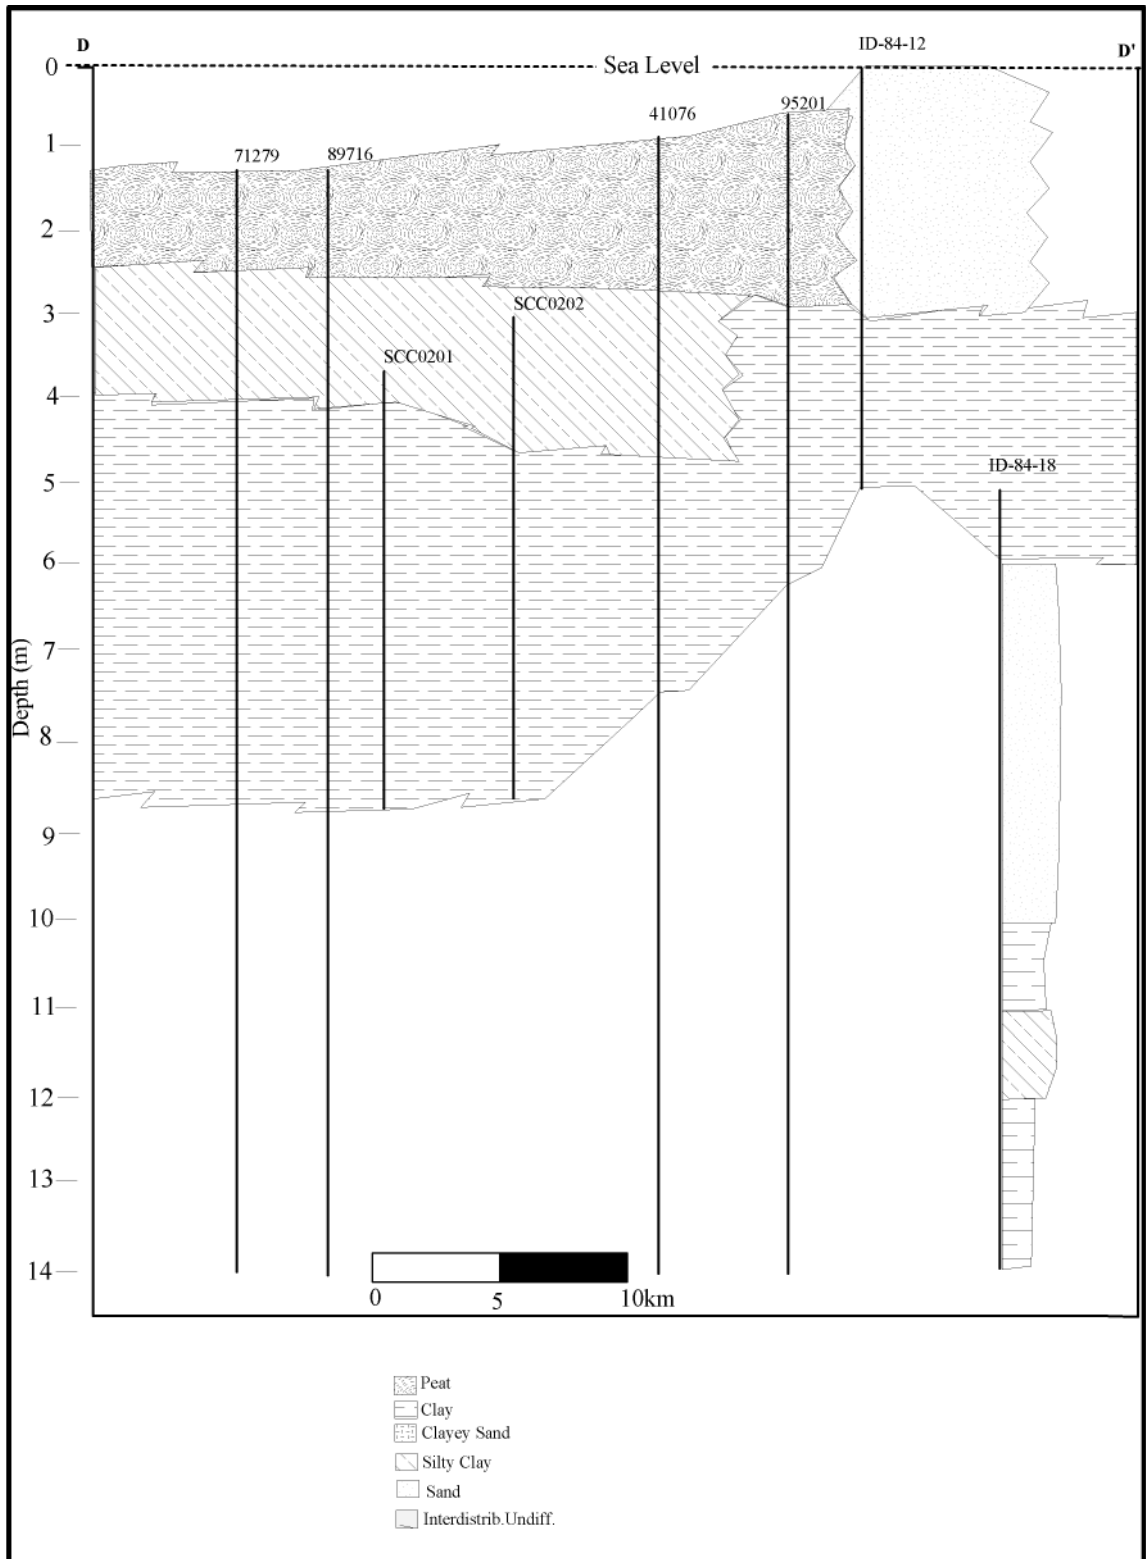 D
ID-84-12
D'
0
Sea Level
95201
41076
1
71279
89716
2
SCC0202
3
SCC0201
4
ID-84-18
5
6
7
Depth (m)
8
9
10
11
12
13
14
0
5
10km
Peat
Clay
Clayey Sand
Silty Clay
Sand
Interdistrib.Undiff.